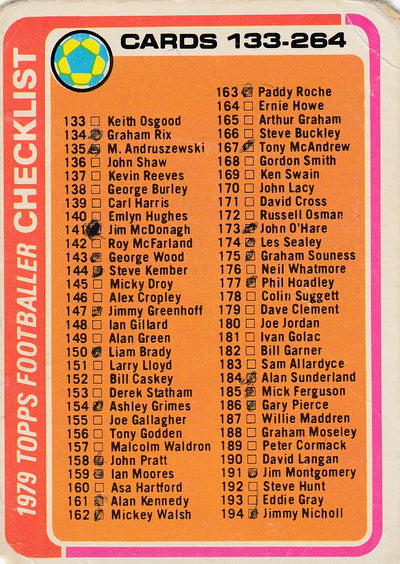 1979 TOPPS FOOTBALLER CHECKLIST
CARDS 133-264
133 Keith Osgood
134 Graham Rix
135 M. Andruszewski
136 John Shaw
137 Kevin Reeves
138 George Burley
139 Carl Harris
140 Emlyn Hughes
141 Jim McDonagh
142 Roy McFarland
143 George Wood
144 Steve Kember
145 Micky Droy
146 Alex Cropley
147 Jimmy Greenhoff
148 Ian Gillard
149 Alan Green
150 Liam Brady
151 Larry Lloyd
152 Bill Caskey
153 Derek Statham
154 Ashley Grimes
155 Joe Gallagher
156 Tony Godden
157 Malcolm Waldron
158 John Pratt
159 Ian Moores
160 Asa Hartford
161 Alan Kennedy
162 Mickey Walsh
163 Paddy Roche
164 Ernie Howe
165 Arthur Graham
166 Steve Buckley
167 Tony McAndrew
168 Gordon Smith
169 Ken Swain
170 John Lacy
171 David Cross
172 Russell Osman
173 John O'Hare
174 Les Sealey
175 Graham Souness
176 Neil Whatmore
177 Phil Hoadley
178 Colin Suggett
179 Dave Clement
180 Joe Jordan
181 Ivan Golac
182 Bill Garner
183 Sam Allardyce
184 Alan Sunderland
185 Mick Ferguson
186 Gary Pierce
187 Willie Maddren
188 Graham Moseley
189 Peter Cormack
190 David Langan
191 Jim Montgomery
192 Steve Hunt
193 Eddie Gray
194 Jimmy Nicholl